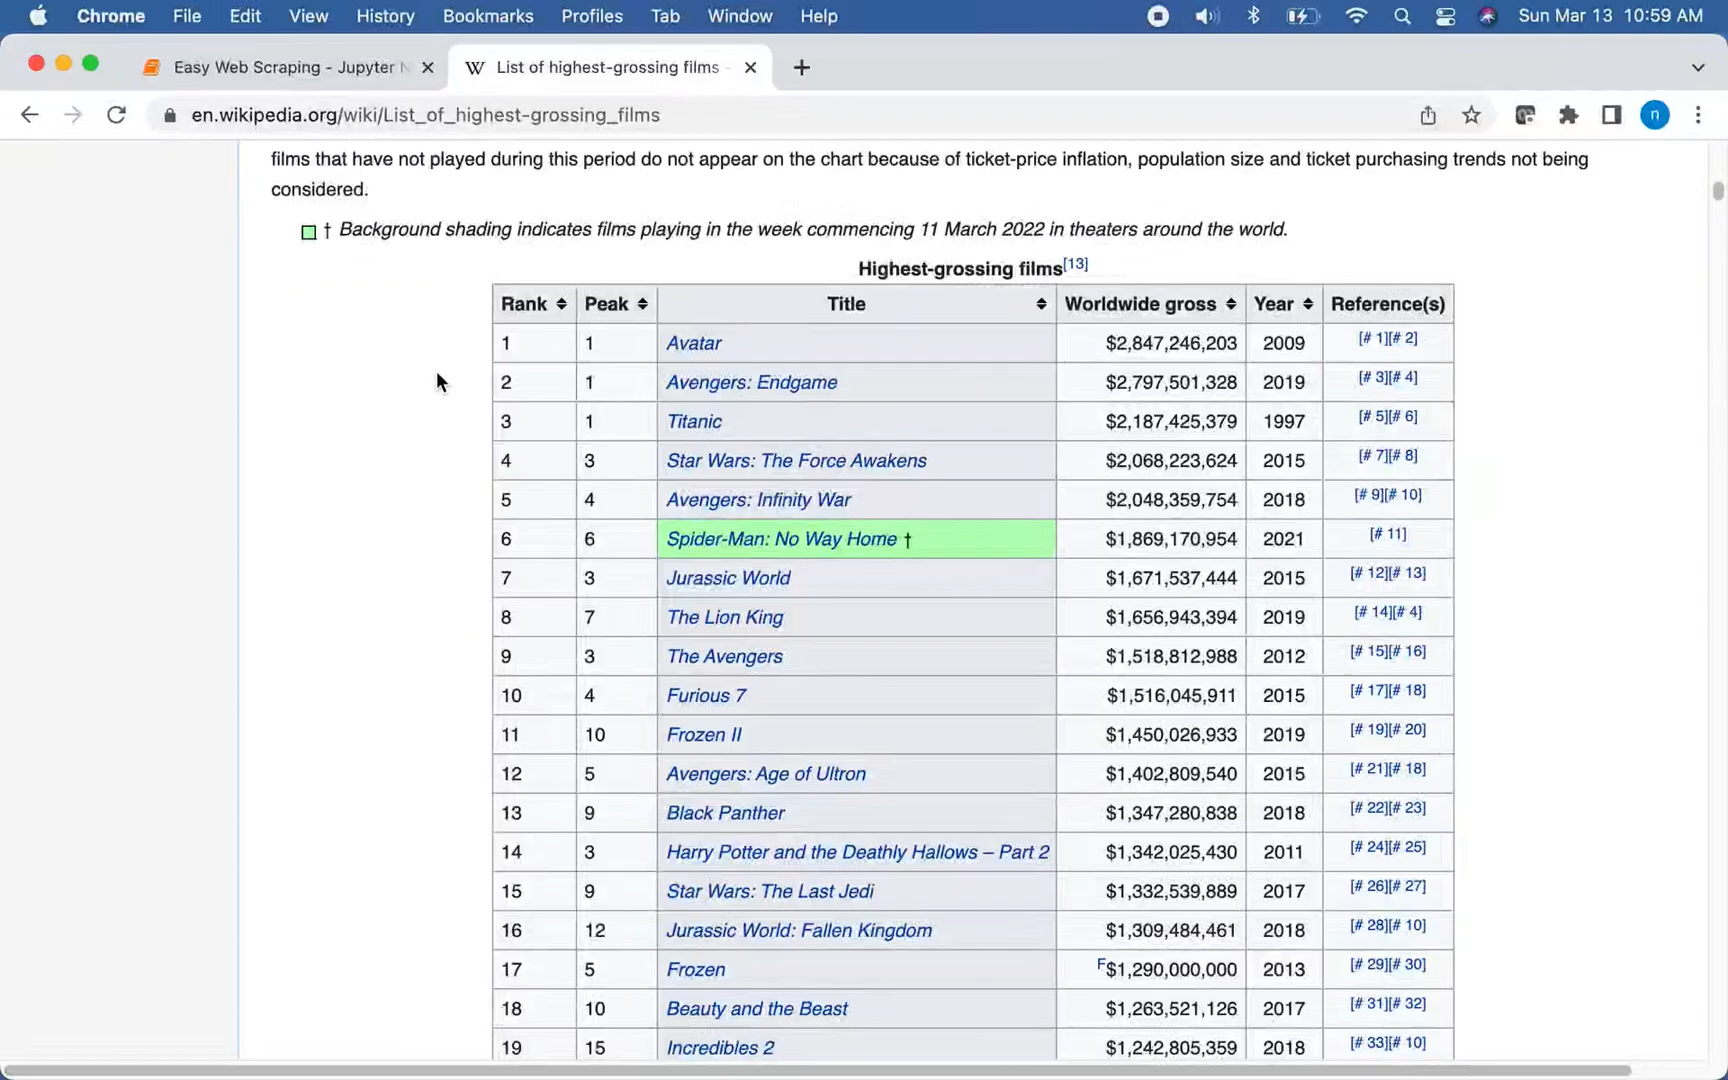 Chrome File Edit View History Bookmarks Profiles Tab Window Help Sun Mar 13 10:59 AM
Easy Web Scraping - Jupyter N W List of highest-grossing films -
en.wikipedia.org/wiki/List_of_highest-grossing_films n
films that have not played during this period do not appear on the chart because of ticket-price inflation, population size and ticket purchasing trends not being
considered.
† Background shading indicates films playing in the week commencing 11 March 2022 in theaters around the world.
Highest-grossing films[13]
Rank Peak Title Worldwide gross Year Reference(s)
1 1 Avatar $2,847,246,203 2009 [# 1][# 2]
2 1 Avengers: Endgame $2,797,501,328 2019 [# 3][# 4]
3 1 Titanic $2,187,425,379 1997 [# 5][# 6]
4 3 Star Wars: The Force Awakens $2,068,223,624 2015 [# 7][# 8]
5 4 Avengers: Infinity War $2,048,359,754 2018 [# 9][# 10]
6 6 Spider-Man: No Way Home † $1,869,170,954 2021 [# 11]
7 3 Jurassic World $1,671,537,444 2015 [# 12][# 13]
8 7 The Lion King $1,656,943,394 2019 [# 14][# 4]
9 3 The Avengers $1,518,812,988 2012 [# 15][# 16]
10 4 Furious 7 $1,516,045,911 2015 [# 17][# 18]
11 10 Frozen II $1,450,026,933 2019 [# 19][# 20]
12 5 Avengers: Age of Ultron $1,402,809,540 2015 [# 21][# 18]
13 9 Black Panther $1,347,280,838 2018 [# 22][# 23]
14 3 Harry Potter and the Deathly Hallows – Part 2 $1,342,025,430 2011 [# 24][# 25]
15 9 Star Wars: The Last Jedi $1,332,539,889 2017 [# 26][# 27]
16 12 Jurassic World: Fallen Kingdom $1,309,484,461 2018 [# 28][# 10]
17 5 Frozen F$1,290,000,000 2013 [# 29][# 30]
18 10 Beauty and the Beast $1,263,521,126 2017 [# 31][# 32]
19 15 Incredibles 2 $1,242,805,359 2018 [# 33][# 10]